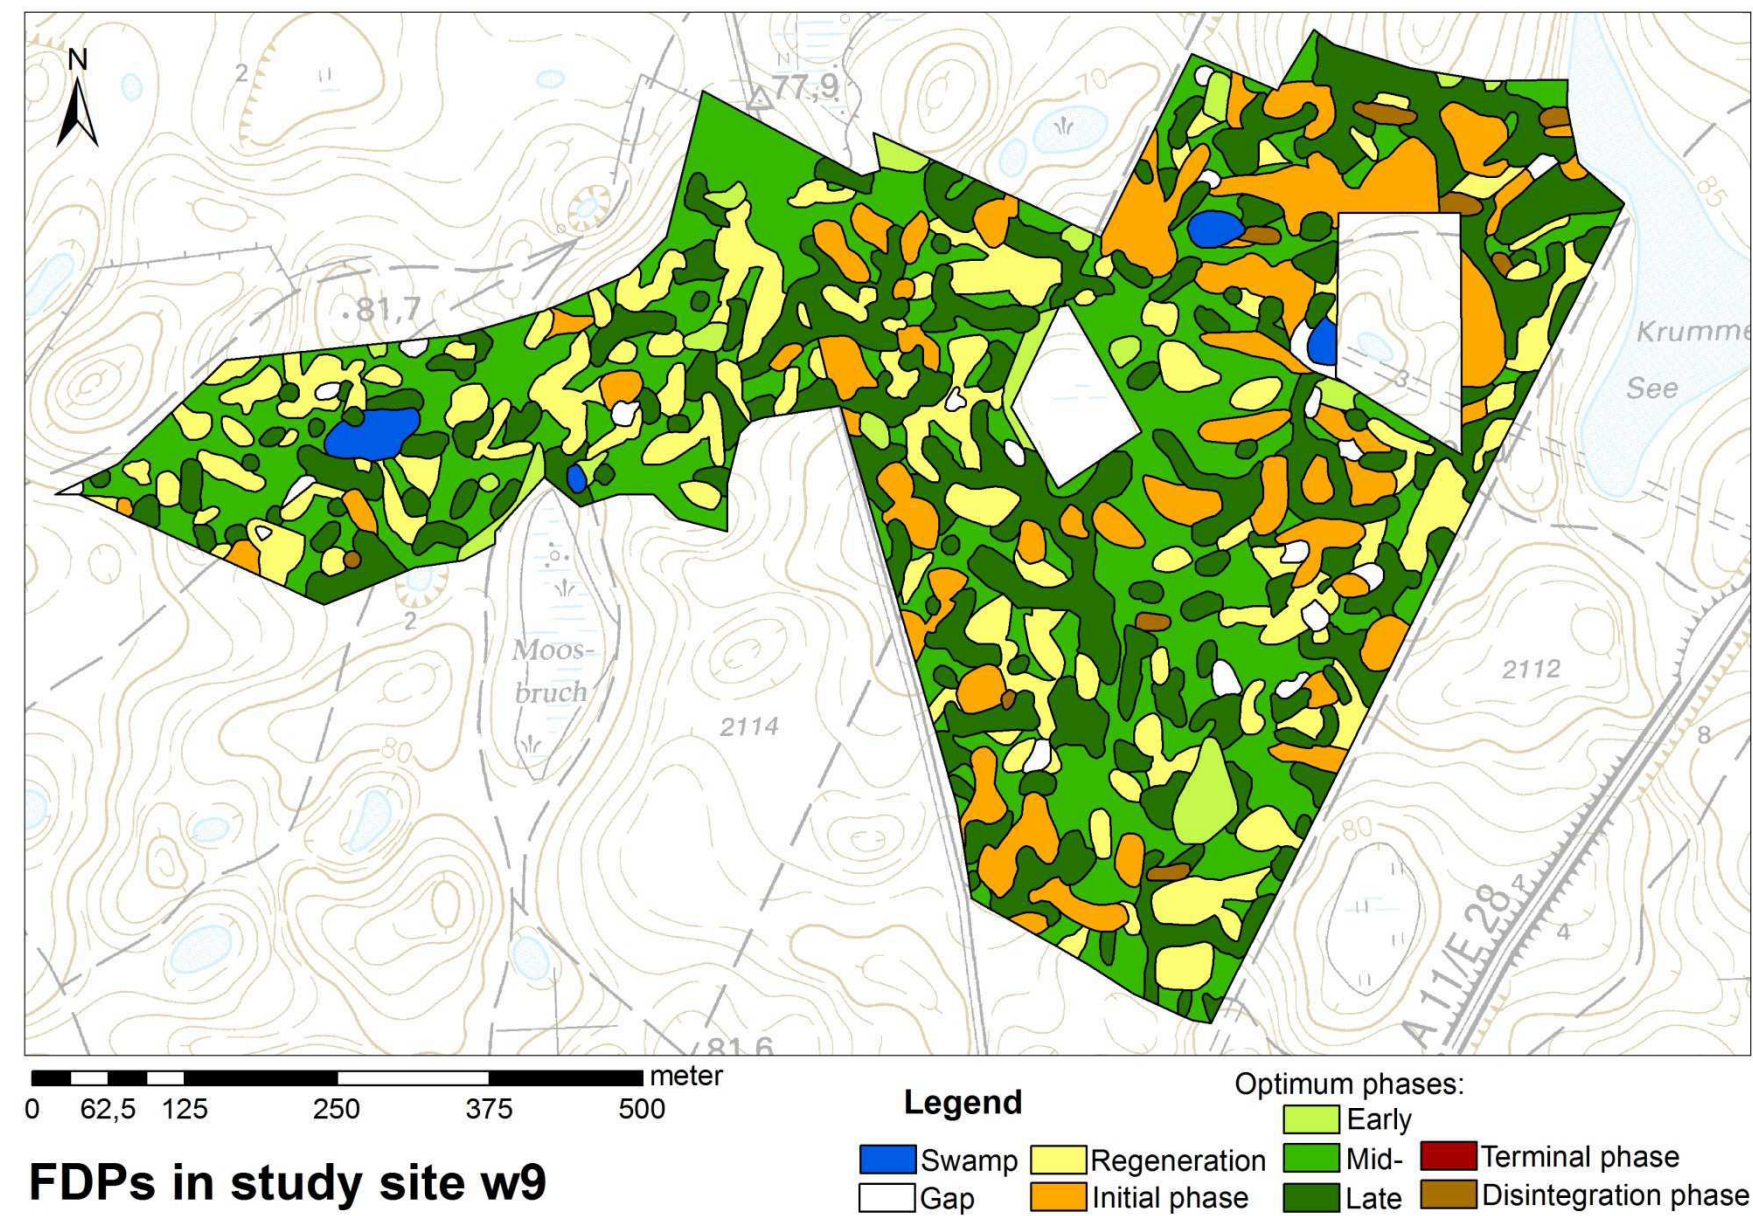 N
2
77,9
70
85
81,7
Krumme
See
3
2
Moos-
bruch
2114
2112
80
8
80
A 11/E 28
4
4
81,6
meter
0 62,5 125 250 375 500
FDPs in study site w9
Legend
Optimum phases:
Early
Swamp Regeneration Mid- Terminal phase
Gap Initial phase Late Disintegration phase